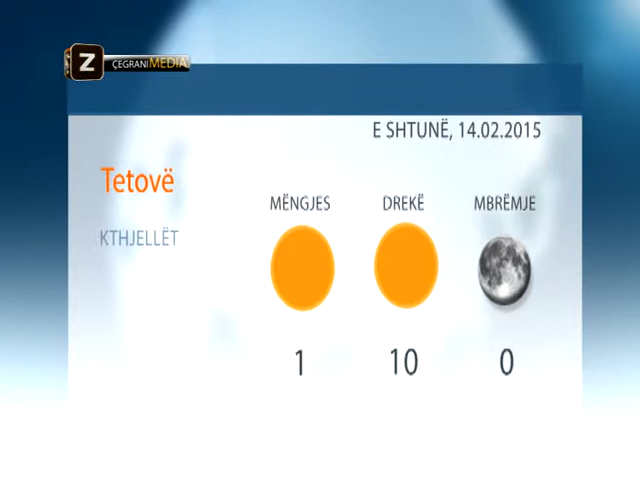 Z ÇEGRANIMEDIA
E SHTUNË, 14.02.2015
Tetovë
KTHJELLËT
MËNGJES DREKË MBRËMJE
1 10 0